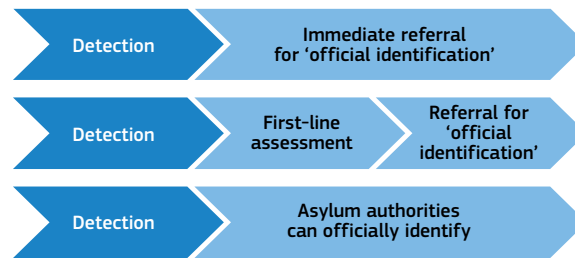 Detection
Immediate referral
for ‘official identification’
Detection
First-line
assessment
Referral for
‘official
identification’
Detection
Asylum authorities
can officially identify